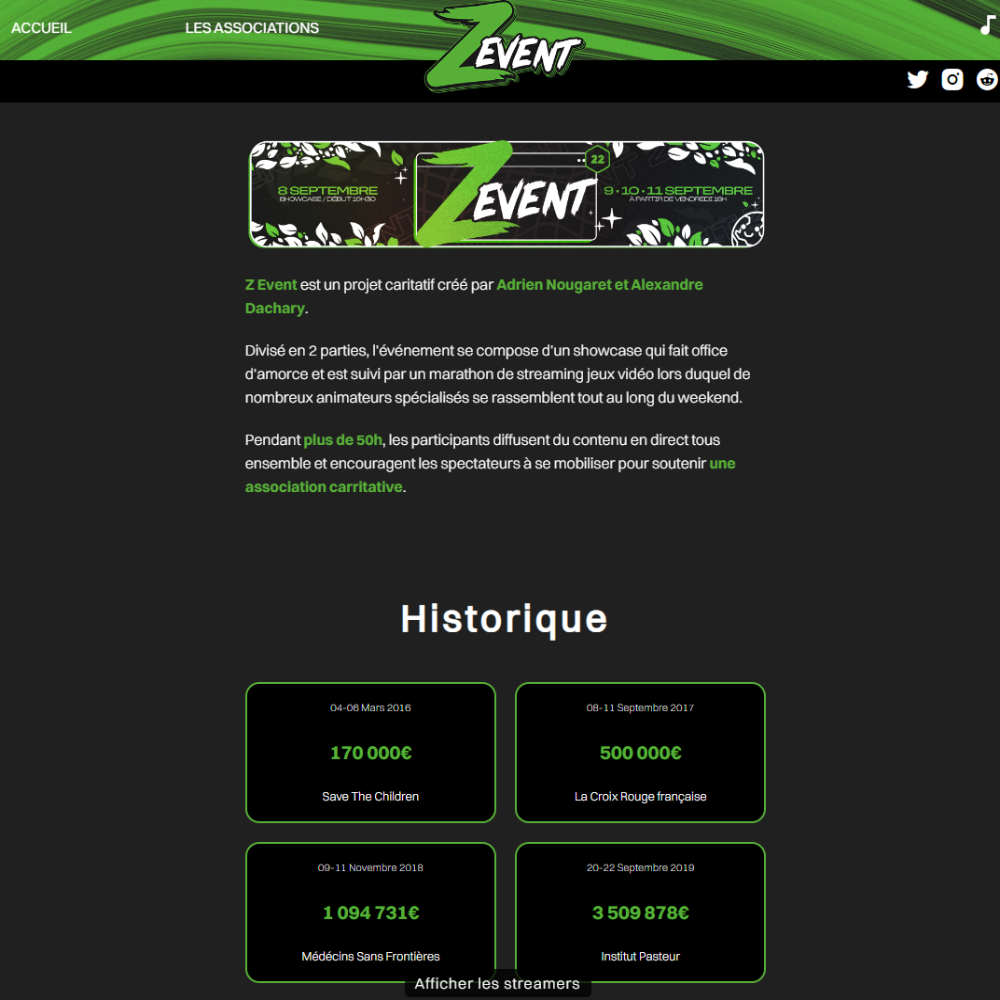 ACCUEIL
LES ASSOCIATIONS
Z EVENT
8 SEPTEMBRE
SHOWCASE / DÉBUT 19H30
Z EVENT
22
9 • 10 • 11 SEPTEMBRE
A PARTIR DE VENDREDI 18H
Z Event est un projet caritatif créé par Adrien Nougaret et Alexandre
Dachary.
Divisé en 2 parties, l'événement se compose d'un showcase qui fait office
d'amorce et est suivi par un marathon de streaming jeux vidéo lors duquel de
nombreux animateurs spécialisés se rassemblent tout au long du weekend.
Pendant plus de 50h, les participants diffusent du contenu en direct tous
ensemble et encouragent les spectateurs à se mobiliser pour soutenir une
association carritative.
Historique
04-06 Mars 2016
170 000€
Save The Children
08-11 Septembre 2017
500 000€
La Croix Rouge française
09-11 Novembre 2018
1 094 731€
Médécins Sans Frontières
20-22 Septembre 2019
3 509 878€
Institut Pasteur
Afficher les streamers